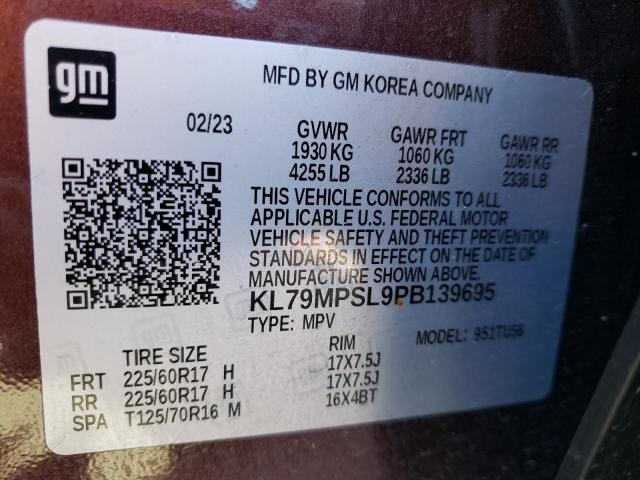 gm
MFD BY GM KOREA COMPANY
02/23 GVWR GAWR FRT GAWR RR
1930 KG 1060 KG 1060 KG
4255 LB 2336 LB 2336 LB
THIS VEHICLE CONFORMS TO ALL
APPLICABLE U.S. FEDERAL MOTOR
VEHICLE SAFETY AND THEFT PREVENTION
STANDARDS IN EFFECT ON THE DATE OF
MANUFACTURE SHOWN ABOVE.
KL79MPSL9PB139695
TYPE: MPV MODEL: 951TU56
TIRE SIZE RIM
FRT 225/60R17 H 17X7.5J
RR 225/60R17 H 17X7.5J
SPA T125/70R16 M 16X4BT